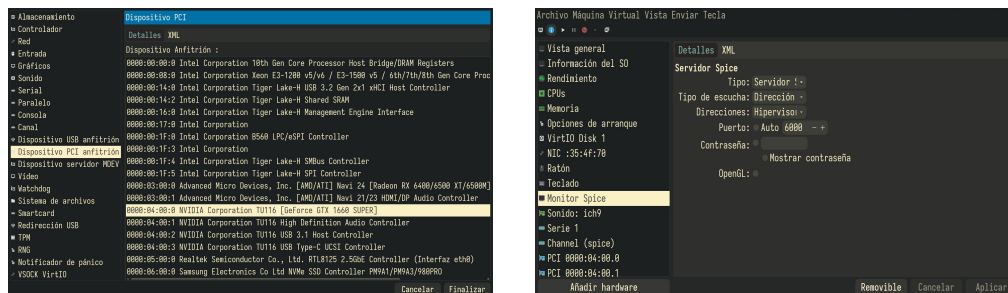 Almacenamiento
Controlador
Red
Entrada
Gráficos
Sonido
Serial
Paralelo
Consola
Canal
Dispositivo USB anfitrión
Dispositivo PCI anfitrión
Dispositivo servidor MDEV
Video
Watchdog
Sistema de archivos
Smartcard
Redirección USB
TPM
RNG
Notificador de pánico
VSOCK VirtIO
Dispositivo PCI
Detalles XML
Dispositivo Anfitrión :
0000:00:00:0 Intel Corporation 10th Gen Core Processor Host Bridge/DRAM Registers
0000:00:08:0 Intel Corporation Xeon E3-1200 v5/v6 / E3-1500 v5 / 6th/7th/8th Gen Core Proc
0000:00:14:0 Intel Corporation Tiger Lake-H USB 3.2 Gen 2x1 xHCI Host Controller
0000:00:14:2 Intel Corporation Tiger Lake-H Shared SRAM
0000:00:16:0 Intel Corporation Tiger Lake-H Management Engine Interface
0000:00:17:0 Intel Corporation
0000:00:1F:0 Intel Corporation B560 LPC/eSPI Controller
0000:00:1F:3 Intel Corporation
0000:00:1F:4 Intel Corporation Tiger Lake-H SMBus Controller
0000:00:1F:5 Intel Corporation Tiger Lake-H SPI Controller
0000:03:00:0 Advanced Micro Devices, Inc. [AMD/ATI] Navi 24 [Radeon RX 6400/6500 XT/6500M]
0000:03:00:1 Advanced Micro Devices, Inc. [AMD/ATI] Navi 21/23 HDMI/DP Audio Controller
0000:04:00:0 NVIDIA Corporation TU116 [GeForce GTX 1660 SUPER]
0000:04:00:1 NVIDIA Corporation TU116 High Definition Audio Controller
0000:04:00:2 NVIDIA Corporation TU116 USB 3.1 Host Controller
0000:04:00:3 NVIDIA Corporation TU116 USB Type-C UCSI Controller
0000:05:00:0 Realtek Semiconductor Co., Ltd. RTL8125 2.5GbE Controller (Interfaz eth0)
0000:06:00:0 Samsung Electronics Co Ltd NVMe SSD Controller PM9A1/PM9A3/980PRO
Cancelar Finalizar
Archivo Máquina Virtual Vista Enviar Tecla
Vista general
Información del SO
Rendimiento
CPUs
Memoria
Opciones de arranque
VirtIO Disk 1
NIC :35:4f:70
Ratón
Teclado
Monitor Spice
Sonido: ich9
Serie 1
Channel (spice)
PCI 0000:04:00.0
PCI 0000:04:00.1
Añadir hardware
Detalles XML
Servidor Spice
Tipo: Servidor
Tipo de escucha: Dirección
Direcciones: Hipervisor
Puerto: Auto 6000 - +
Contraseña:
Mostrar contraseña
OpenGL:
Removible Cancelar Aplicar